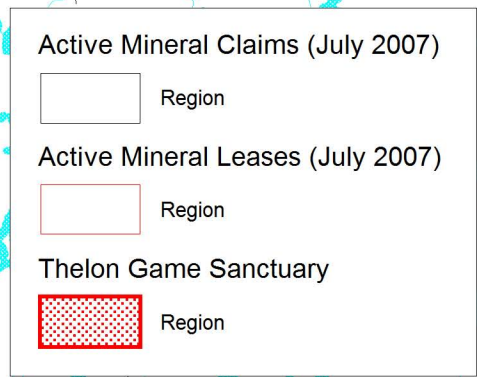 Active Mineral Claims (July 2007)
Region
Active Mineral Leases (July 2007)
Region
Thelon Game Sanctuary
Region